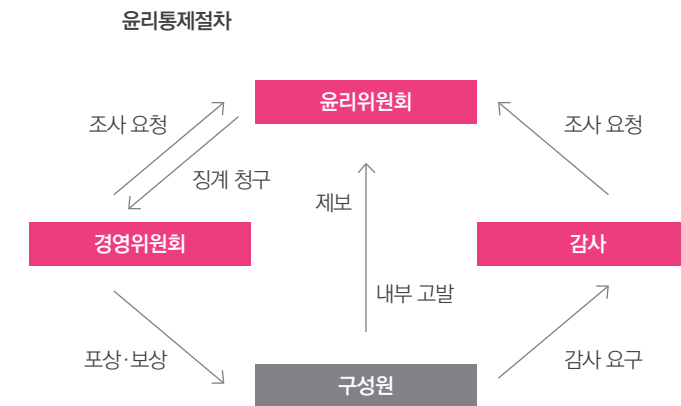 윤리통제절차
윤리위원회
조사 요청
조사 요청
징계 청구
제보
경영위원회
감사
내부 고발
포상·보상
감사 요구
구성원